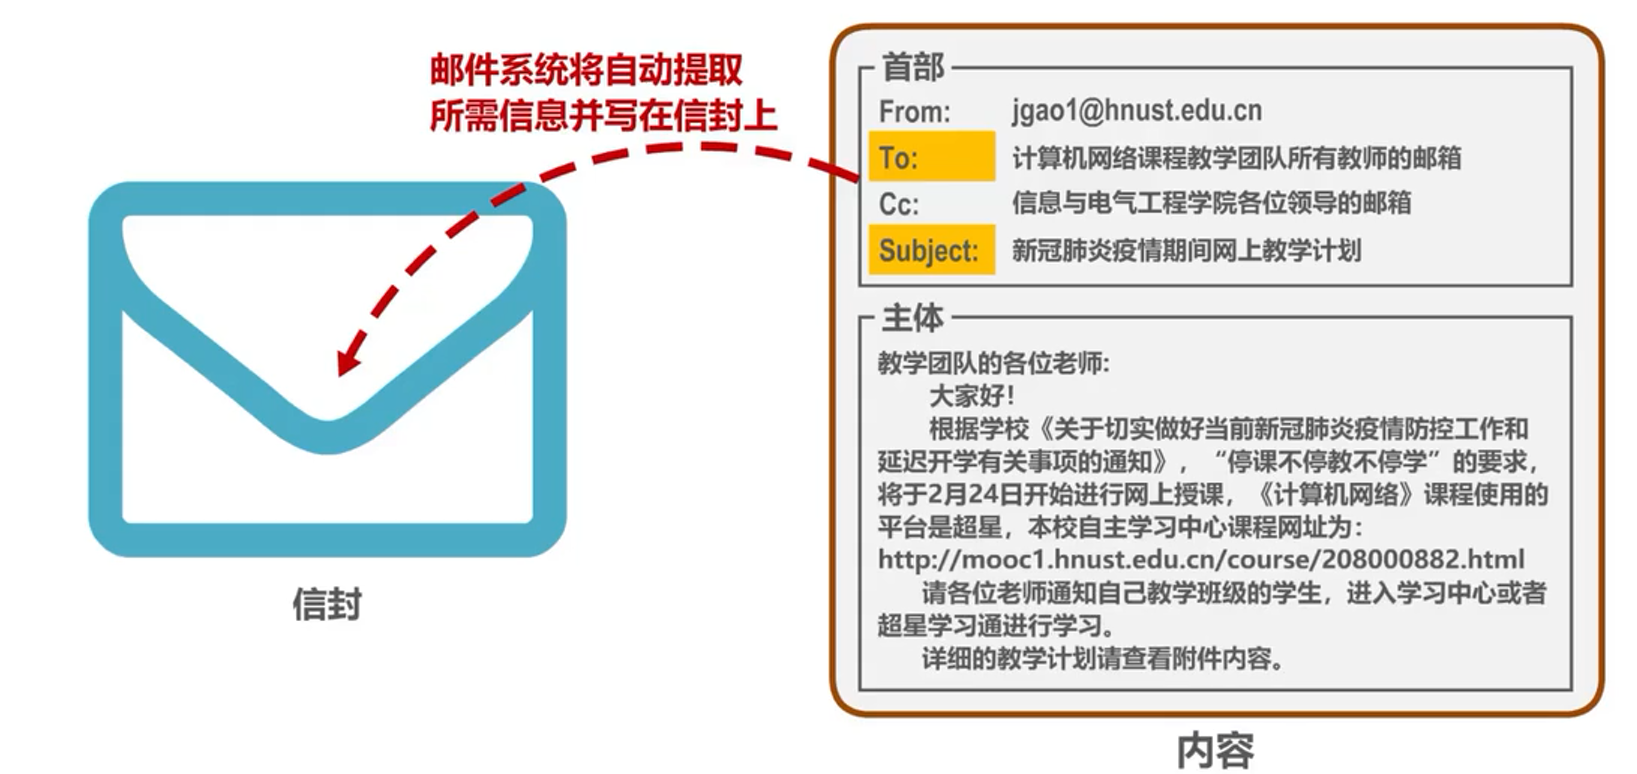 邮件系统将自动提取
所需信息并写在信封上
信封
首部
From: jgao1@hnust.edu.cn
To: 计算机网络课程教学团队所有教师的邮箱
Cc: 信息与电气工程学院各位领导的邮箱
Subject: 新冠肺炎疫情期间网上教学计划
主体
教学团队的各位老师:
大家好!
根据学校《关于切实做好当前新冠肺炎疫情防控工作和
延迟开学有关事项的通知》，“停课不停教不停学”的要求，
将于2月24日开始进行网上授课，《计算机网络》课程使用的
平台是超星，本校自主学习中心课程网址为：
http://mooc1.hnust.edu.cn/course/208000882.html
请各位老师通知自己教学班级的学生，进入学习中心或者
超星学习通进行学习。
详细的教学计划请查看附件内容。
内容